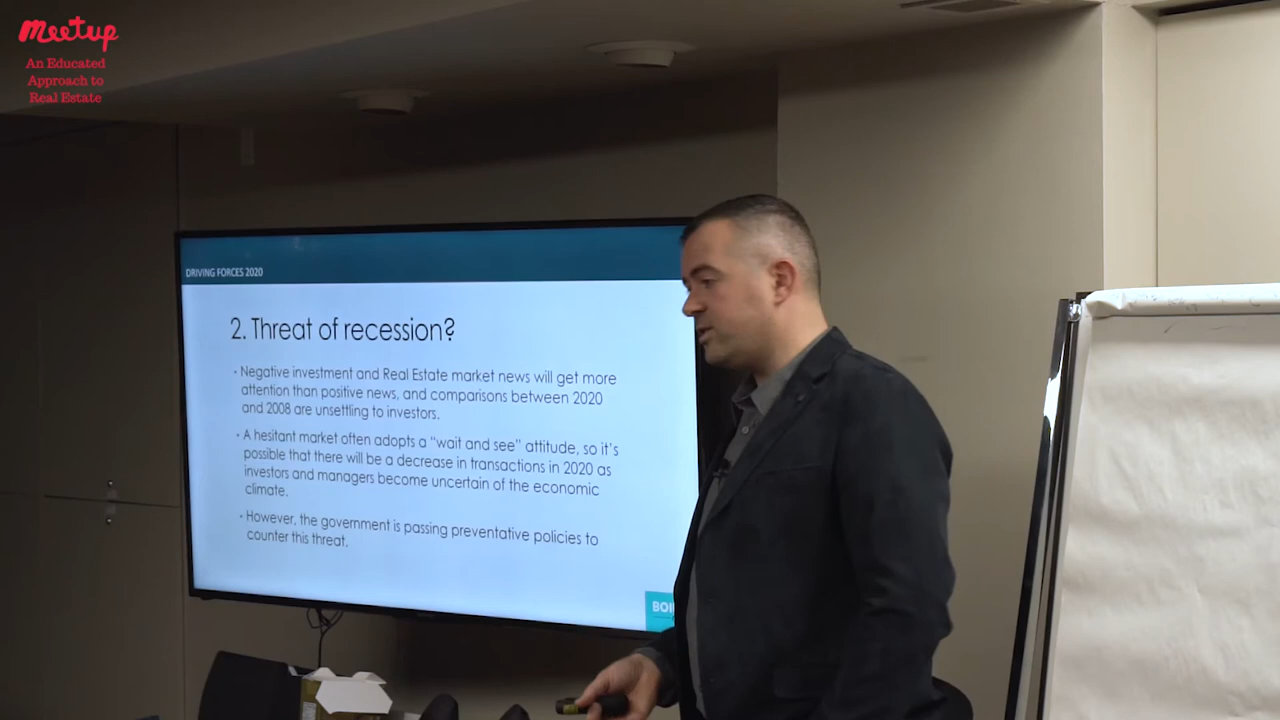 meetup
An Educated
Approach to
Real Estate
DRIVING FORCES 2020
2. Threat of recession?
· Negative investment and Real Estate market news will get more
attention than positive news, and comparisons between 2020
and 2008 are unsettling to investors.
· A hesitant market often adopts a “wait and see” attitude, so it's
possible that there will be a decrease in transactions in 2020 as
investors and managers become uncertain of the economic
climate.
· However, the government is passing preventative policies to
counter this threat.